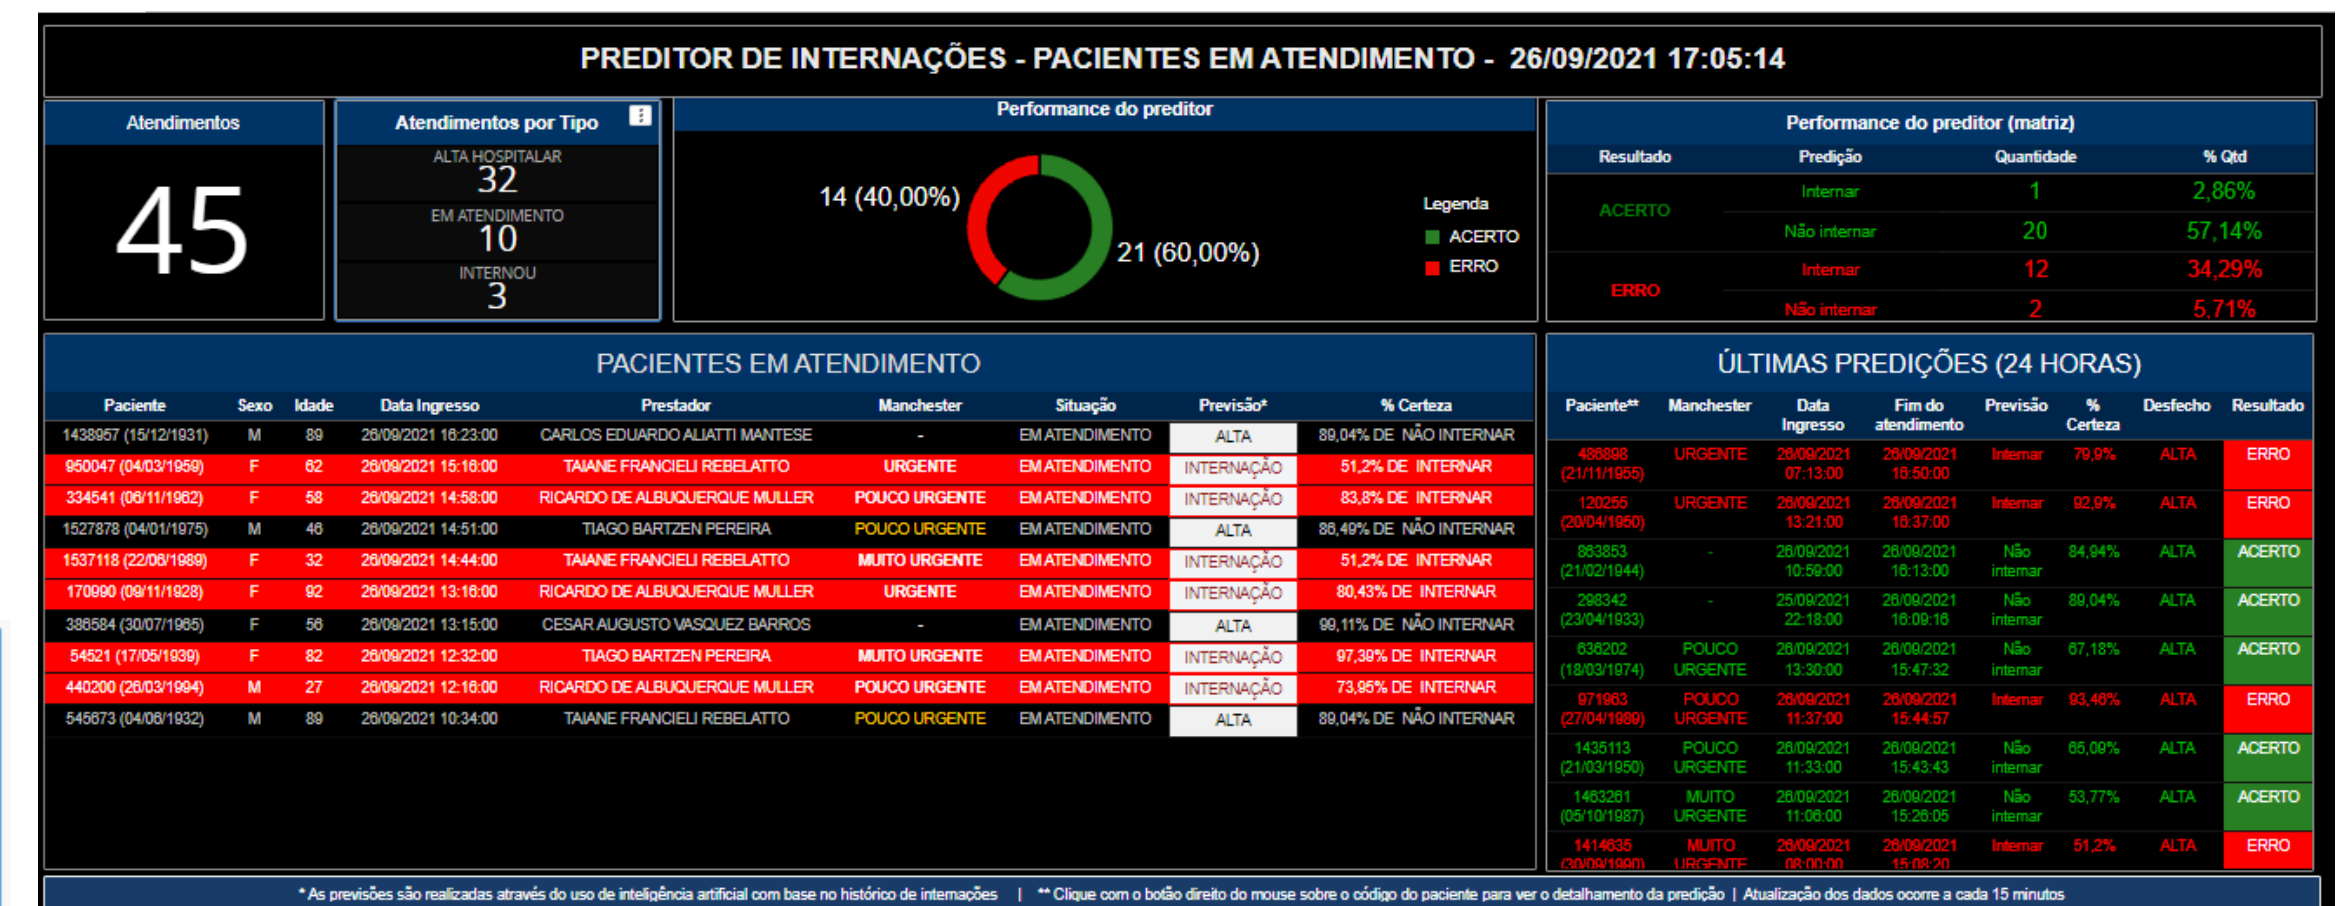 PREDITOR DE INTERNAÇÕES - PACIENTES EM ATENDIMENTO - 26/09/2021 17:05:14
Atendimentos
45
Atendimentos por Tipo
ALTA HOSPITALAR
32
EM ATENDIMENTO
10
INTERNOU
3
Performance do preditor
14 (40,00%)
21 (60,00%)
Legenda
ACERTO
ERRO
Performance do preditor (matriz)
Resultado Predição Quantidade % Qtd
ACERTO
Internar 1 2,86%
Não internar 20 57,14%
ERRO
Internar 12 34,29%
Não internar 2 5,71%
PACIENTES EM ATENDIMENTO
Paciente Sexo Idade Data Ingresso Prestador Manchester Situação Previsão* % Certeza
1438957 (15/12/1931) M 89 26/09/2021 16:23:00 CARLOS EDUARDO ALIATTI MANTESE - EM ATENDIMENTO ALTA 89,04% DE NÃO INTERNAR
950047 (04/03/1959) F 62 26/09/2021 15:16:00 TAIANE FRANCIELI REBELATTO URGENTE EM ATENDIMENTO INTERNAÇÃO 51,2% DE INTERNAR
334541 (06/11/1962) F 58 26/09/2021 14:58:00 RICARDO DE ALBUQUERQUE MULLER POUCO URGENTE EM ATENDIMENTO INTERNAÇÃO 83,8% DE INTERNAR
1527878 (04/01/1975) M 46 26/09/2021 14:51:00 TIAGO BARTZEN PEREIRA POUCO URGENTE EM ATENDIMENTO ALTA 86,49% DE NÃO INTERNAR
1537118 (22/06/1989) F 32 26/09/2021 14:44:00 TAIANE FRANCIELI REBELATTO MUITO URGENTE EM ATENDIMENTO INTERNAÇÃO 51,2% DE INTERNAR
170990 (09/11/1928) F 92 26/09/2021 13:16:00 RICARDO DE ALBUQUERQUE MULLER URGENTE EM ATENDIMENTO INTERNAÇÃO 80,43% DE INTERNAR
386584 (30/07/1965) F 56 26/09/2021 13:15:00 CESAR AUGUSTO VASQUEZ BARROS - EM ATENDIMENTO ALTA 99,11% DE NÃO INTERNAR
54521 (17/05/1939) F 82 26/09/2021 12:32:00 TIAGO BARTZEN PEREIRA MUITO URGENTE EM ATENDIMENTO INTERNAÇÃO 97,39% DE INTERNAR
440200 (26/03/1994) M 27 26/09/2021 12:16:00 RICARDO DE ALBUQUERQUE MULLER POUCO URGENTE EM ATENDIMENTO INTERNAÇÃO 73,95% DE INTERNAR
545673 (04/06/1932) M 89 26/09/2021 10:34:00 TAIANE FRANCIELI REBELATTO POUCO URGENTE EM ATENDIMENTO ALTA 89,04% DE NÃO INTERNAR
ÚLTIMAS PREDIÇÕES (24 HORAS)
Paciente** Manchester Data Fim do Previsão % Desfecho Resultado
Ingresso atendimento Certeza
486898 URGENTE 26/09/2021 26/09/2021 Internar 79,9% ALTA ERRO
(21/11/1955) 07:13:00 16:50:00
120255 URGENTE 26/09/2021 26/09/2021 Internar 92,9% ALTA ERRO
(20/04/1950) 13:21:00 16:37:00
863853 - 26/09/2021 26/09/2021 Não 84,94% ALTA ACERTO
(21/02/1944) 10:59:00 16:13:00 internar
298342 - 25/09/2021 26/09/2021 Não 89,04% ALTA ACERTO
(23/04/1933) 22:18:00 16:09:16 internar
636202 POUCO 26/09/2021 26/09/2021 Não 67,18% ALTA ACERTO
(18/03/1974) URGENTE 13:30:00 15:47:32 internar
971963 POUCO 26/09/2021 26/09/2021 Internar 93,46% ALTA ERRO
(27/04/1989) URGENTE 11:37:00 15:44:57
1435113 POUCO 26/09/2021 26/09/2021 Não 65,09% ALTA ACERTO
(21/03/1950) URGENTE 11:33:00 15:43:43 internar
1463261 MUITO 26/09/2021 26/09/2021 Não 53,77% ALTA ACERTO
(05/10/1987) URGENTE 11:06:00 15:26:05 internar
1414635 MUITO 26/09/2021 26/09/2021 Internar 51,2% ALTA ERRO
(30/09/1990) URGENTE 08:00:00 15:08:20
* As previsões são realizadas através do uso de inteligência artificial com base no histórico de internações | ** Clique com o botão direito do mouse sobre o código do paciente para ver o detalhamento da predição | Atualização dos dados ocorre a cada 15 minutos